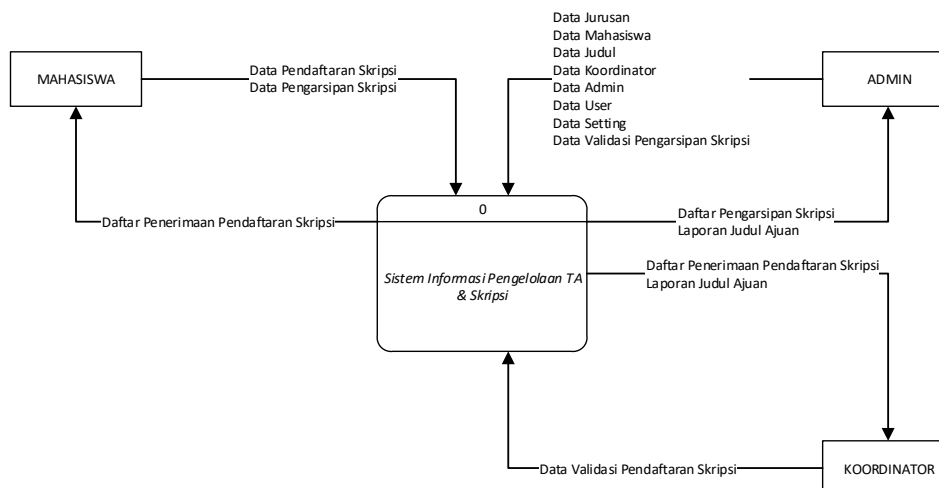 Data Jurusan
Data Mahasiswa
Data Judul
Data Koordinator
Data Admin
Data User
Data Setting
Data Validasi Pengarsipan Skripsi
MAHASISWA
Data Pendaftaran Skripsi
Data Pengarsipan Skripsi
ADMIN
0
Daftar Penerimaan Pendaftaran Skripsi
Daftar Pengarsipan Skripsi
Laporan Judul Ajuan
Sistem Informasi Pengelolaan TA
& Skripsi
Daftar Penerimaan Pendaftaran Skripsi
Laporan Judul Ajuan
Data Validasi Pendaftaran Skripsi
KOORDINATOR